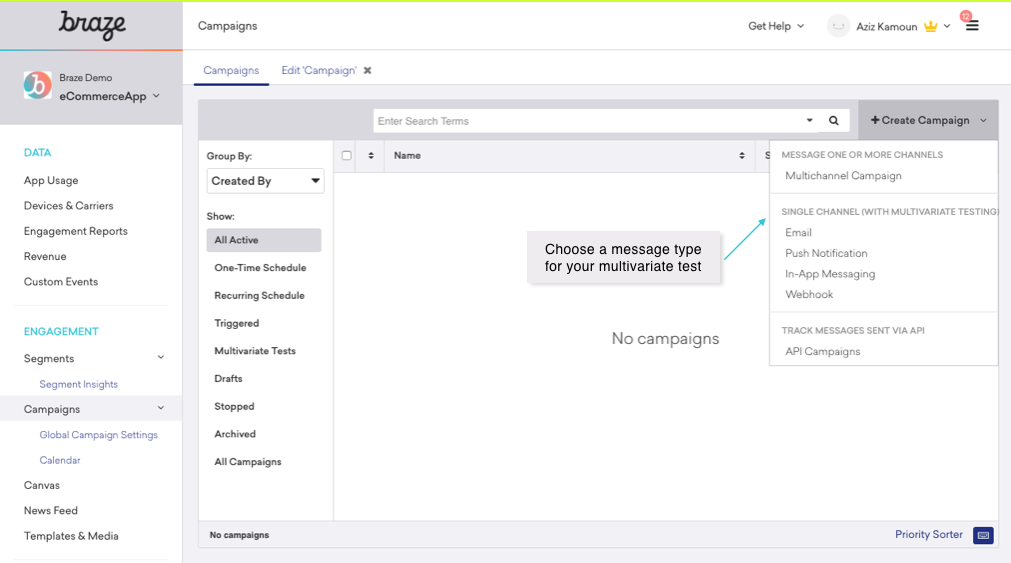 braze
Campaigns
Get Help
Aziz Kamoun
12
Braze Demo
eCommerceApp
Campaigns
Edit 'Campaign'
Enter Search Terms
+ Create Campaign
DATA
App Usage
Devices & Carriers
Engagement Reports
Revenue
Custom Events
ENGAGEMENT
Segments
Segment Insights
Campaigns
Global Campaign Settings
Calendar
Canvas
News Feed
Templates & Media
Group By:
Created By
Show:
All Active
One-Time Schedule
Recurring Schedule
Triggered
Multivariate Tests
Drafts
Stopped
Archived
All Campaigns
Name
S
MESSAGE ONE OR MORE CHANNELS
Multichannel Campaign
SINGLE CHANNEL (WITH MULTIVARIATE TESTING)
Email
Push Notification
In-App Messaging
Webhook
TRACK MESSAGES SENT VIA API
API Campaigns
Choose a message type
for your multivariate test
No campaigns
No campaigns
Priority Sorter